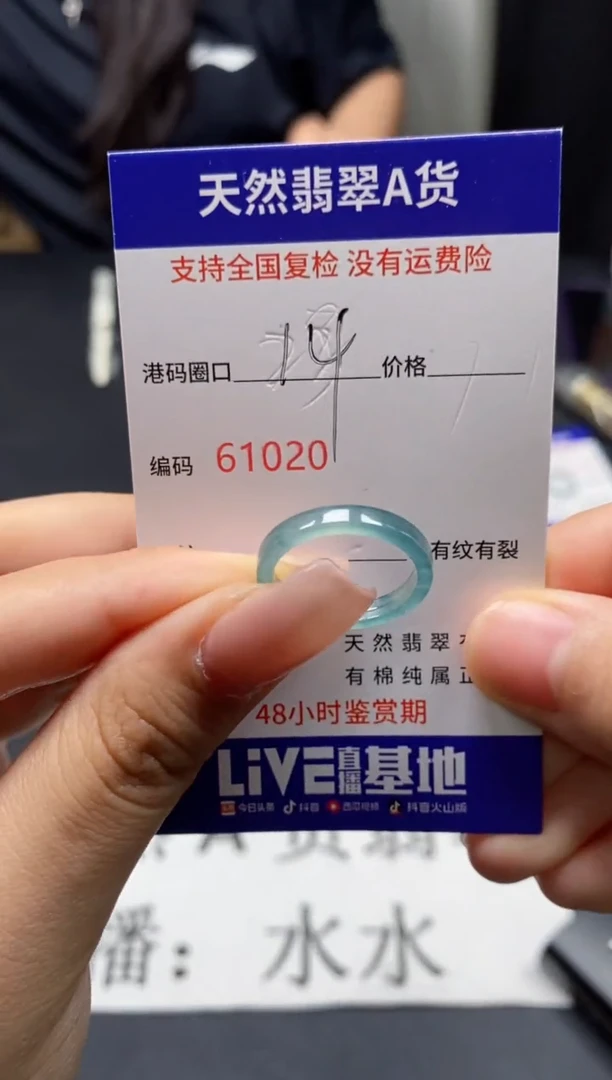 天然翡翠A货
支持全国复检 没有运费险
港码圈口 14 价格
编码 61020
有纹有裂
天然翡翠
有棉纯属正
48小时鉴赏期
LiVE直播基地
今日头条 抖音 西瓜视频 抖音火山版
播：水水